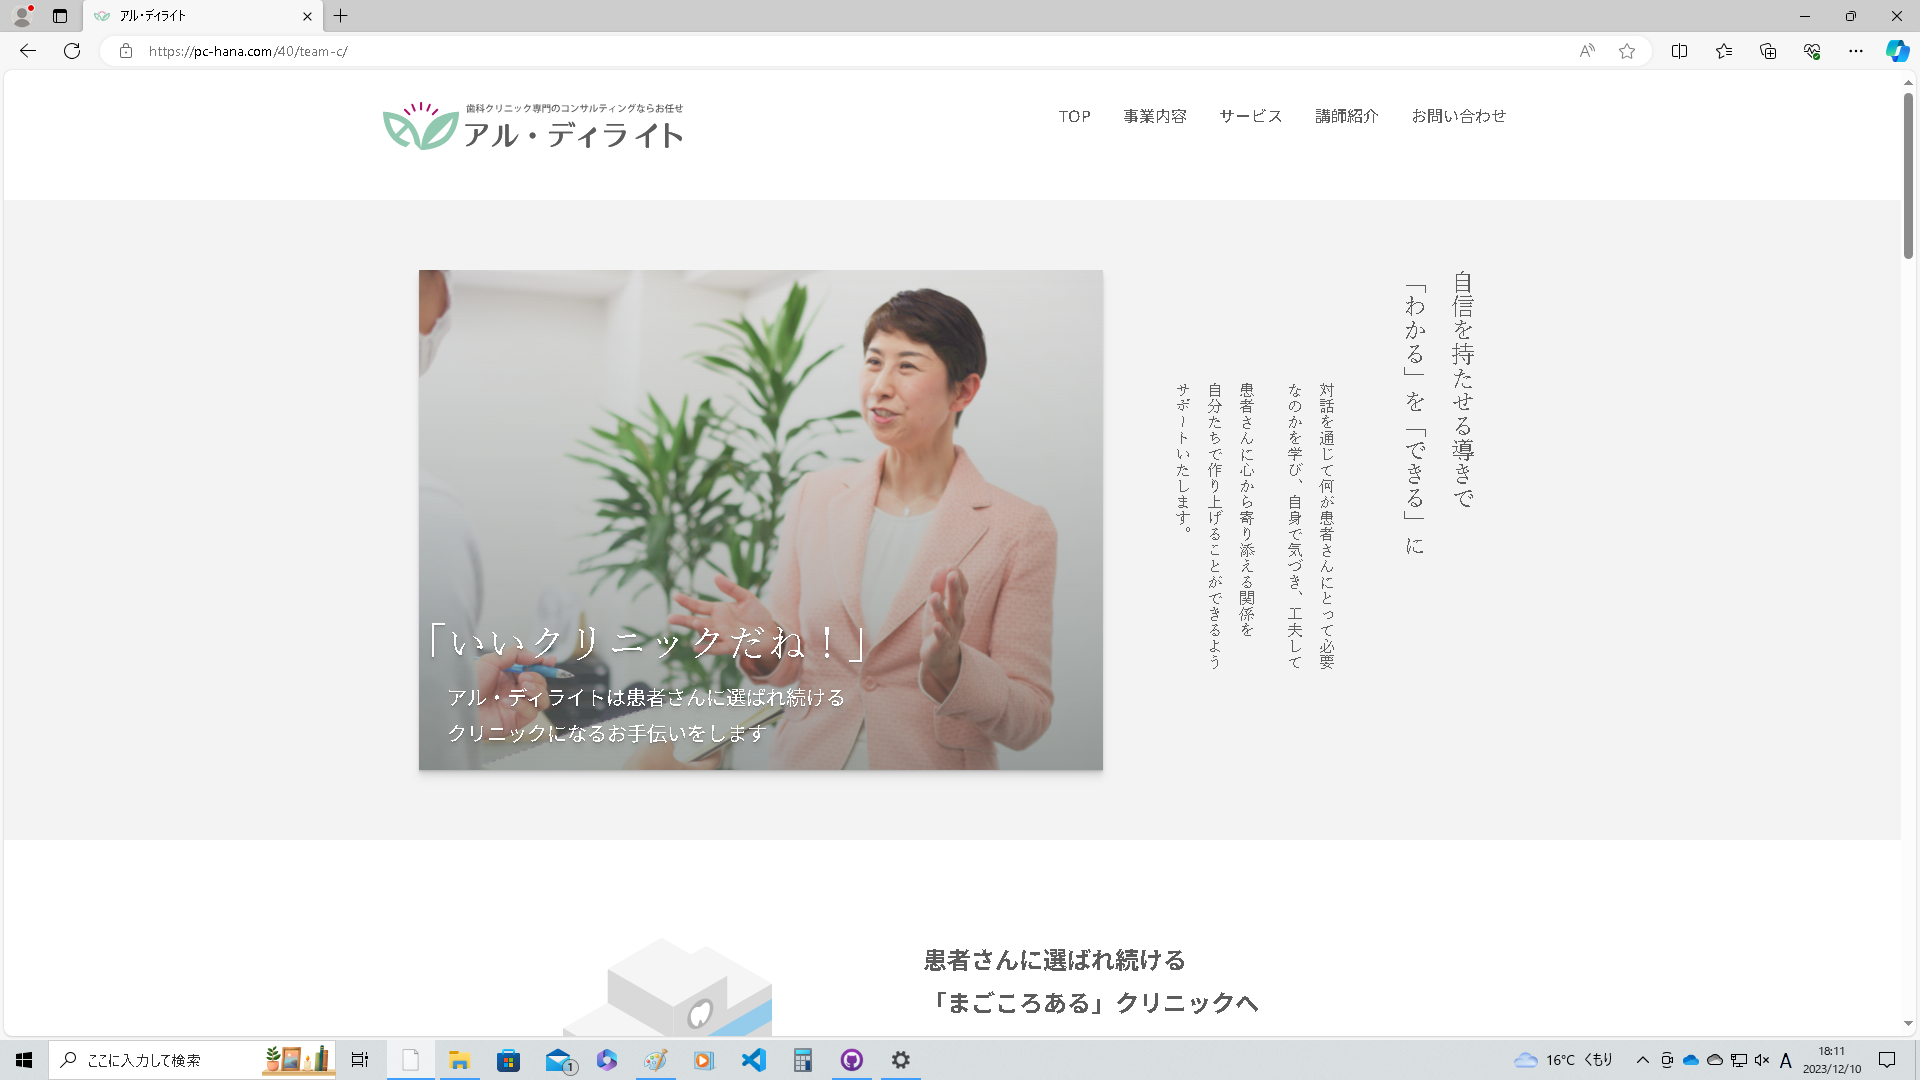 アル・ディライト
https://pc-hana.com/40/team-c/
歯科クリニック専門のコンサルティングならお任せ
アル・ディライト
TOP 事業内容 サービス 講師紹介 お問い合わせ
自信を持たせる導きで
「わかる」を「できる」に
対話を通じて何が患者さんにとって必要
なのかを学び、自身で気づき、工夫して
患者さんに心から寄り添える関係を
自分たちで作り上げることができるよう
サポートいたします。
「いいクリニックだね！」
アル・ディライトは患者さんに選ばれ続ける
クリニックになるお手伝いをします
患者さんに選ばれ続ける
「まごころある」クリニックへ
ここに入力して検索
1
16°C くもり
A
18:11
2023/12/10